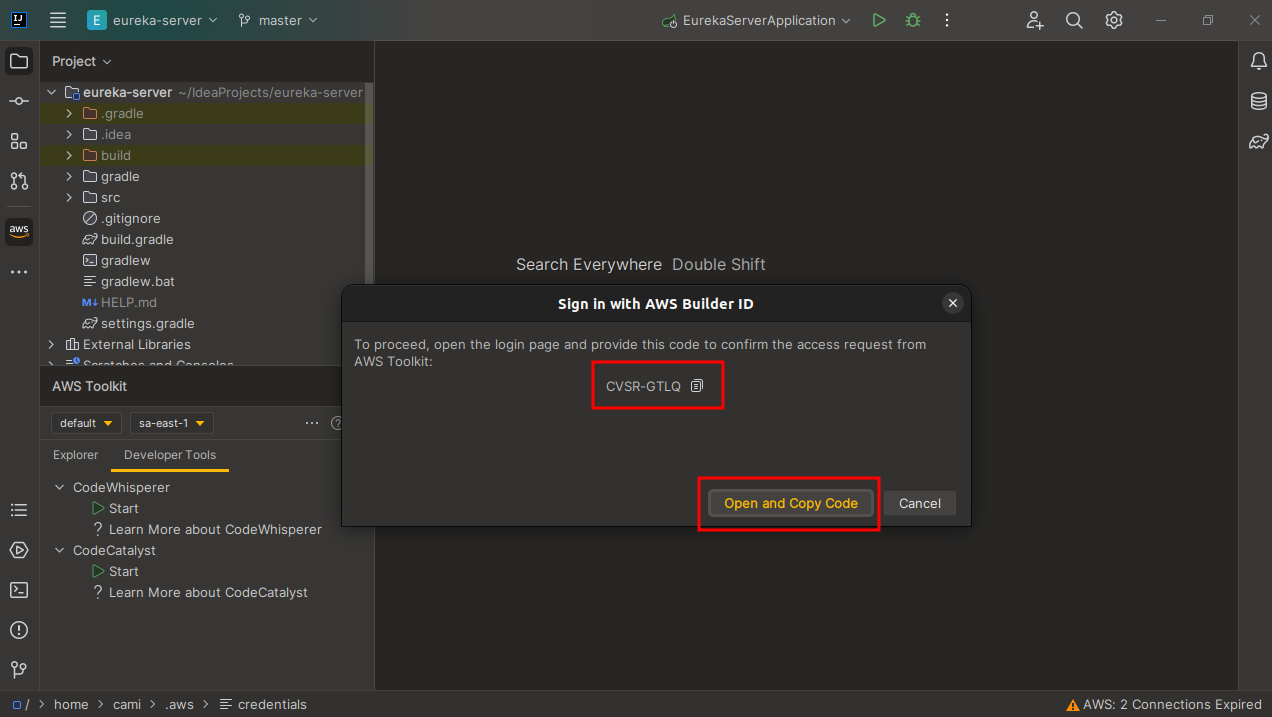 IJ
E eureka-server
master
EurekaServerApplication
Project
eureka-server ~/IdeaProjects/eureka-server
.gradle
.idea
build
gradle
src
.gitignore
build.gradle
gradlew
gradlew.bat
M↓ HELP.md
settings.gradle
External Libraries
Scratches and Consoles
aws
Search Everywhere Double Shift
Sign in with AWS Builder ID
To proceed, open the login page and provide this code to confirm the access request from
AWS Toolkit:
CVSR-GTLQ
Open and Copy Code
Cancel
AWS Toolkit
default
sa-east-1
... ?
Explorer
Developer Tools
CodeWhisperer
Start
? Learn More about CodeWhisperer
CodeCatalyst
Start
? Learn More about CodeCatalyst
/ > home > cami > .aws > credentials
AWS: 2 Connections Expired